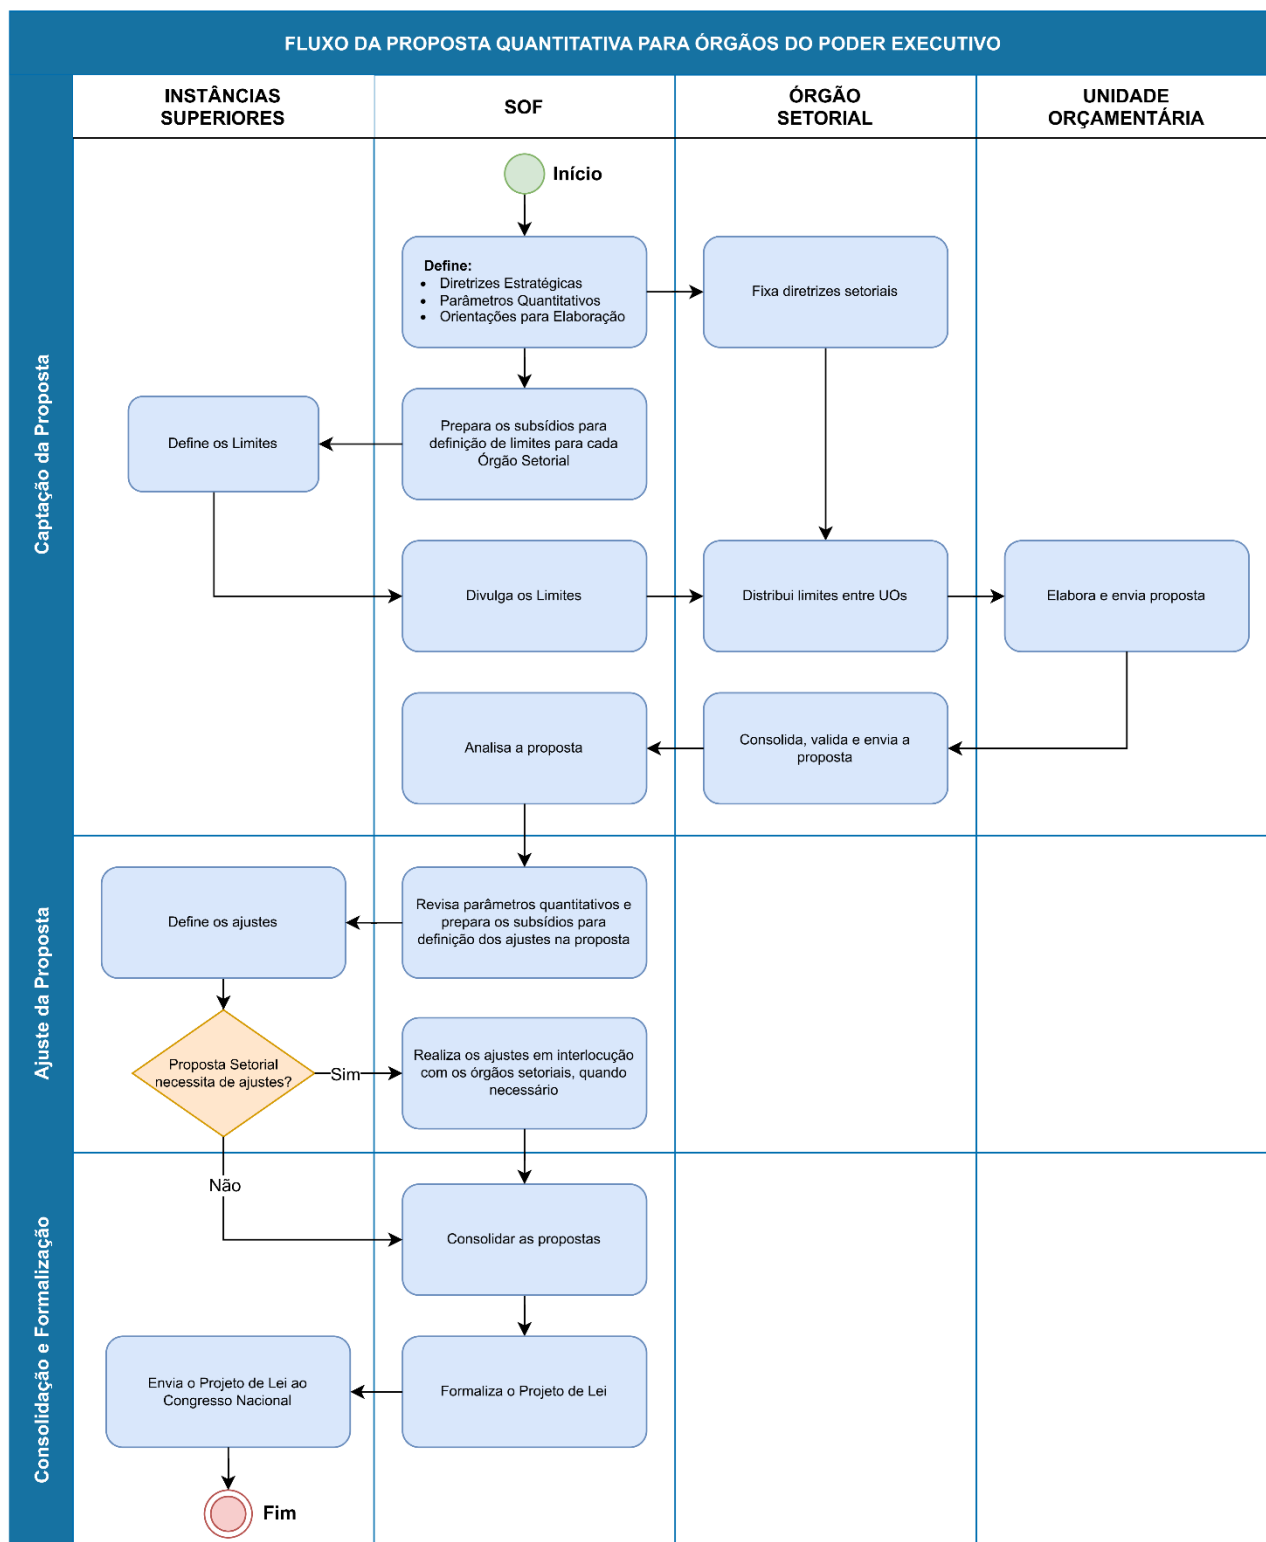 FLUXO DA PROPOSTA QUANTITATIVA PARA ÓRGÃOS DO PODER EXECUTIVO
INSTÂNCIAS
SUPERIORES
SOF
ÓRGÃO
SETORIAL
UNIDADE
ORÇAMENTÁRIA
Captação da Proposta
Início
Define:
• Diretrizes Estratégicas
• Parâmetros Quantitativos
• Orientações para Elaboração
Fixa diretrizes setoriais
Define os Limites
Prepara os subsídios para
definição de limites para cada
Órgão Setorial
Divulga os Limites
Distribui limites entre UOs
Elabora e envia proposta
Analisa a proposta
Consolida, valida e envia a
proposta
Ajuste da Proposta
Define os ajustes
Revisa parâmetros quantitativos e
prepara os subsídios para
definição dos ajustes na proposta
Proposta Setorial
necessita de ajustes?
Sim
Realiza os ajustes em interlocução
com os órgãos setoriais, quando
necessário
Consolidação e Formalização
Não
Consolidar as propostas
Envia o Projeto de Lei ao
Congresso Nacional
Formaliza o Projeto de Lei
Fim